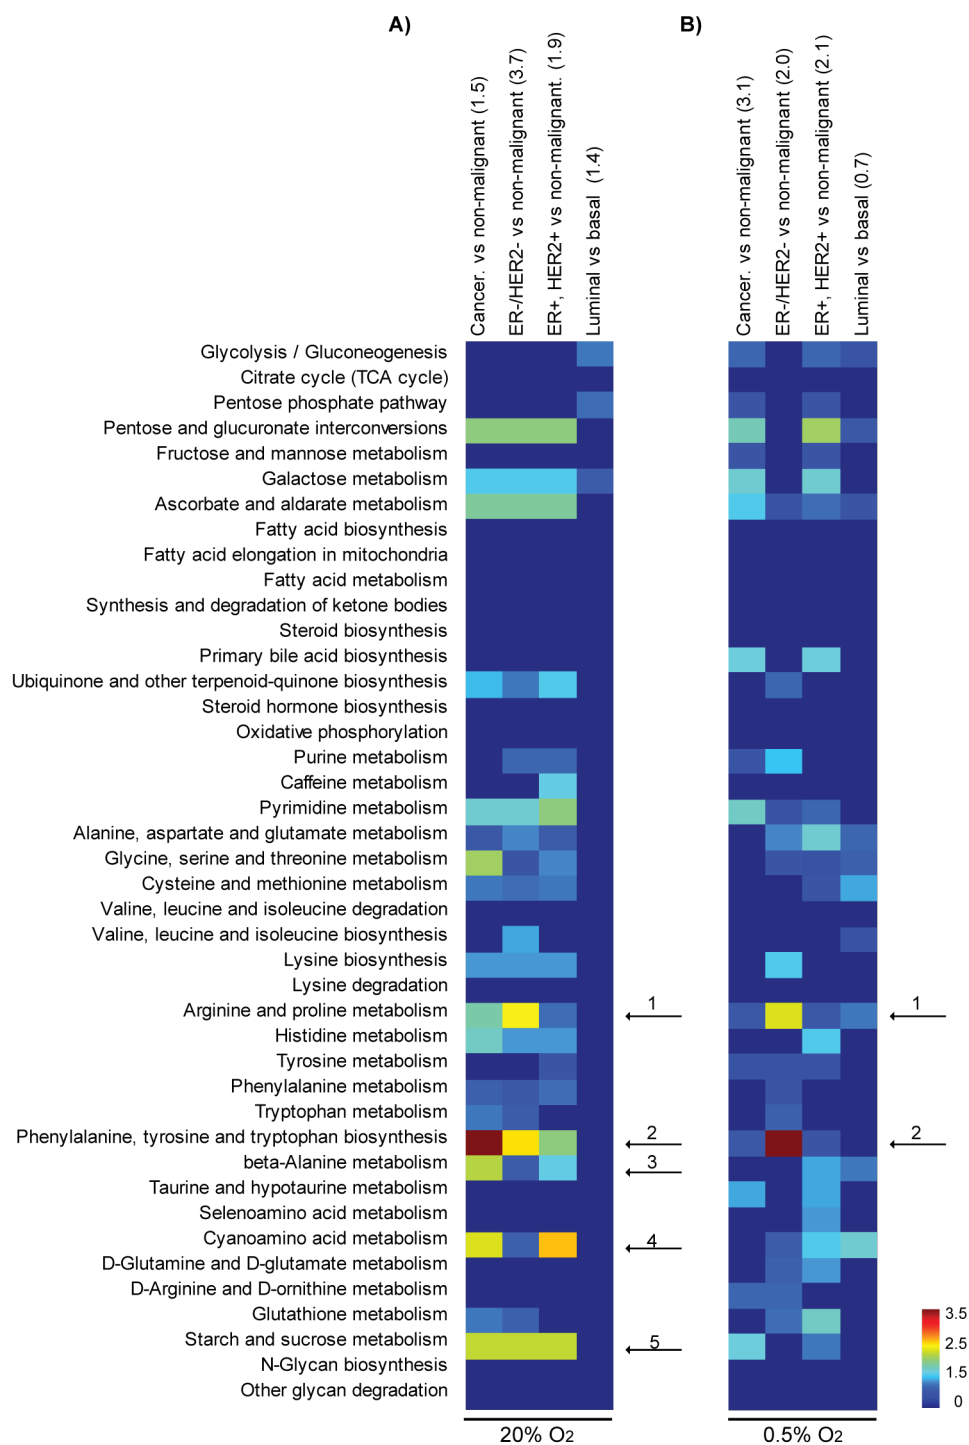 A)
B)
Cancer. vs non-malignant (1.5)
ER-/HER2- vs non-malignant (3.7)
ER+, HER2+ vs non-malignant. (1.9)
Luminal vs basal (1.4)
Cancer. vs non-malignant (3.1)
ER-/HER2- vs non-malignant (2.0)
ER+, HER2+ vs non-malignant (2.1)
Luminal vs basal (0.7)
Glycolysis / Gluconeogenesis
Citrate cycle (TCA cycle)
Pentose phosphate pathway
Pentose and glucuronate interconversions
Fructose and mannose metabolism
Galactose metabolism
Ascorbate and aldarate metabolism
Fatty acid biosynthesis
Fatty acid elongation in mitochondria
Fatty acid metabolism
Synthesis and degradation of ketone bodies
Steroid biosynthesis
Primary bile acid biosynthesis
Ubiquinone and other terpenoid-quinone biosynthesis
Steroid hormone biosynthesis
Oxidative phosphorylation
Purine metabolism
Caffeine metabolism
Pyrimidine metabolism
Alanine, aspartate and glutamate metabolism
Glycine, serine and threonine metabolism
Cysteine and methionine metabolism
Valine, leucine and isoleucine degradation
Valine, leucine and isoleucine biosynthesis
Lysine biosynthesis
Lysine degradation
Arginine and proline metabolism
1
1
Histidine metabolism
Tyrosine metabolism
Phenylalanine metabolism
Tryptophan metabolism
Phenylalanine, tyrosine and tryptophan biosynthesis
2
2
beta-Alanine metabolism
3
Taurine and hypotaurine metabolism
Selenoamino acid metabolism
Cyanoamino acid metabolism
4
D-Glutamine and D-glutamate metabolism
D-Arginine and D-ornithine metabolism
Glutathione metabolism
Starch and sucrose metabolism
5
N-Glycan biosynthesis
Other glycan degradation
3.5
2.5
1.5
0
20% O2
0.5% O2